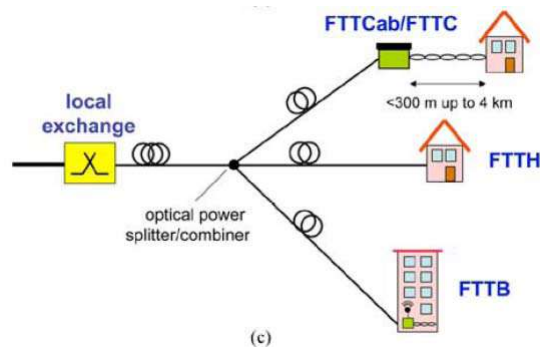 FTTCab/FTTC
<300 m up to 4 km
local
exchange
FTTH
optical power
splitter/combiner
FTTB
(c)